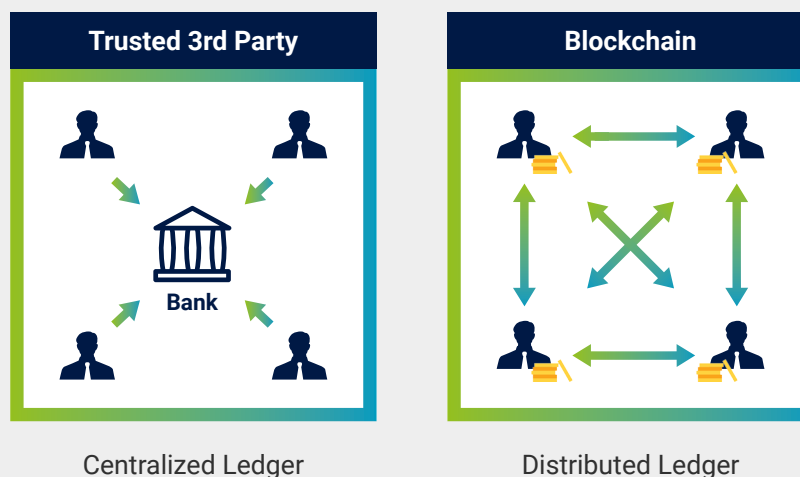 Trusted 3rd Party
Blockchain
Bank
Centralized Ledger
Distributed Ledger